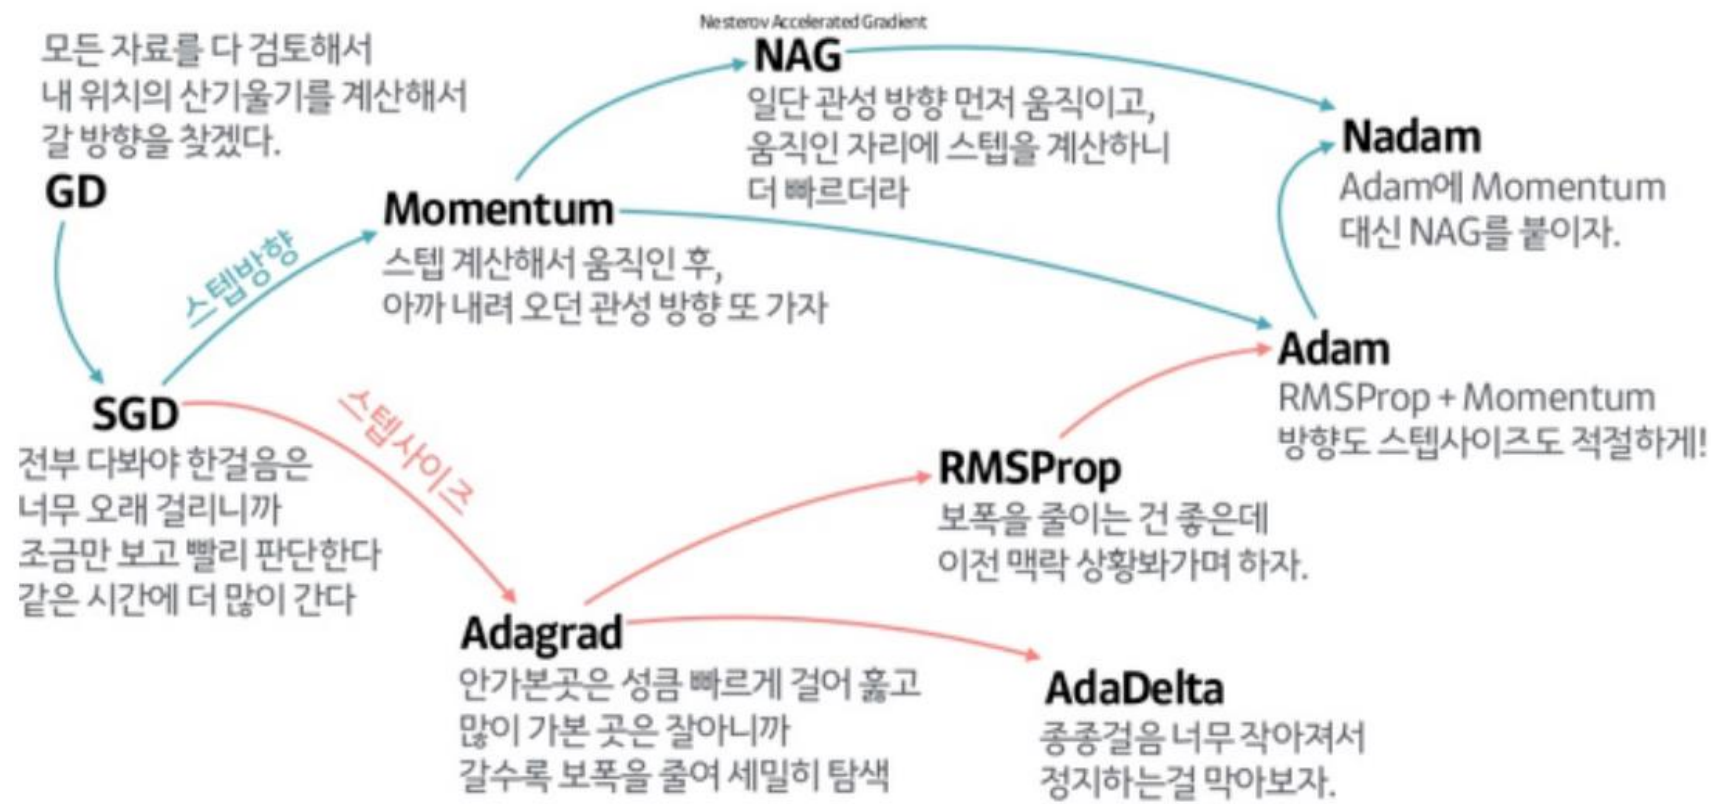 모든 자료를 다 검토해서
내 위치의 산기울기를 계산해서
갈 방향을 찾겠다.
GD
스텝방향
SGD
전부 다봐야 한걸음은
너무 오래 걸리니까
조금만 보고 빨리 판단한다
같은 시간에 더 많이 간다
Momentum
스텝 계산해서 움직인 후,
아까 내려 오던 관성 방향 또 가자
Nesterov Accelerated Gradient
NAG
일단 관성 방향 먼저 움직이고,
움직인 자리에 스텝을 계산하니
더 빠르더라
Nadam
Adam에 Momentum
대신 NAG를 붙이자.
Adam
RMSProp + Momentum
방향도 스텝사이즈도 적절하게!
스텝사이즈
RMSProp
보폭을 줄이는 건 좋은데
이전 맥락 상황봐가며 하자.
Adagrad
안가본곳은 성큼 빠르게 걸어 훑고
많이 가본 곳은 잘아니까
갈수록 보폭을 줄여 세밀히 탐색
AdaDelta
종종걸음 너무 작아져서
정지하는걸 막아보자.